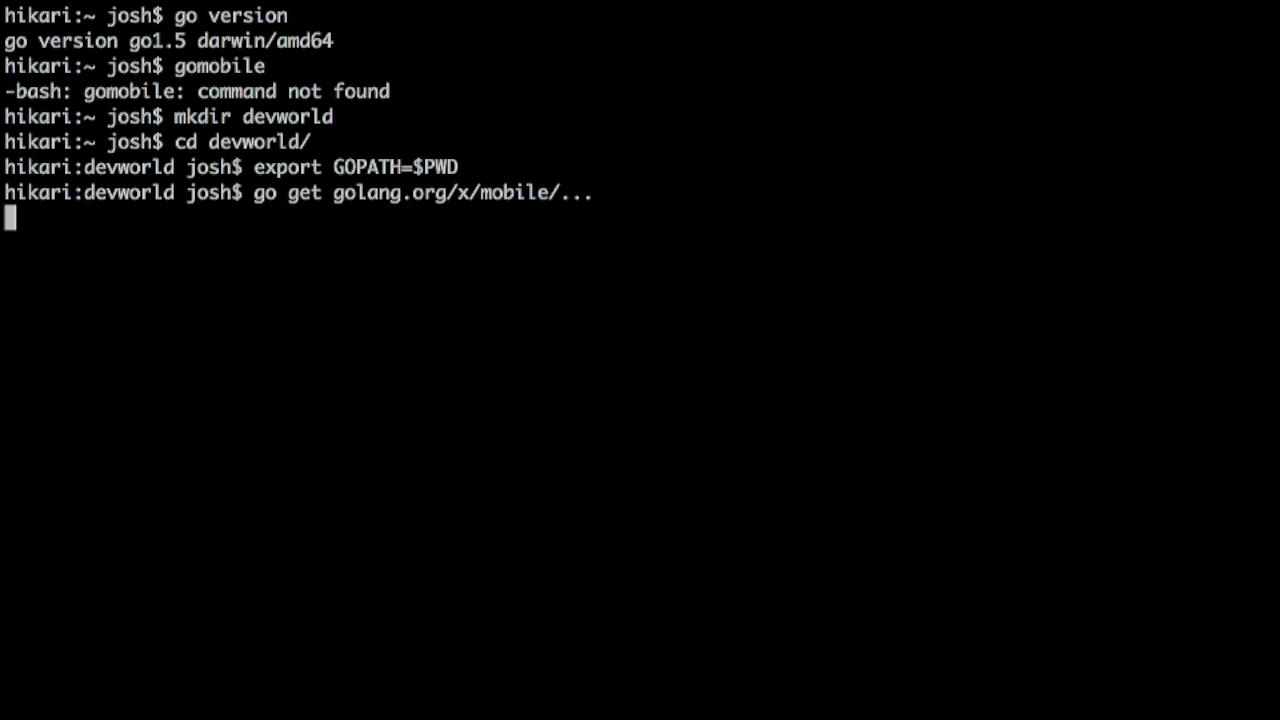 hikari:~ josh$ go version
go version go1.5 darwin/amd64
hikari:~ josh$ gomobile
-bash: gomobile: command not found
hikari:~ josh$ mkdir devworld
hikari:~ josh$ cd devworld/
hikari:devworld josh$ export GOPATH=$PWD
hikari:devworld josh$ go get golang.org/x/mobile/...